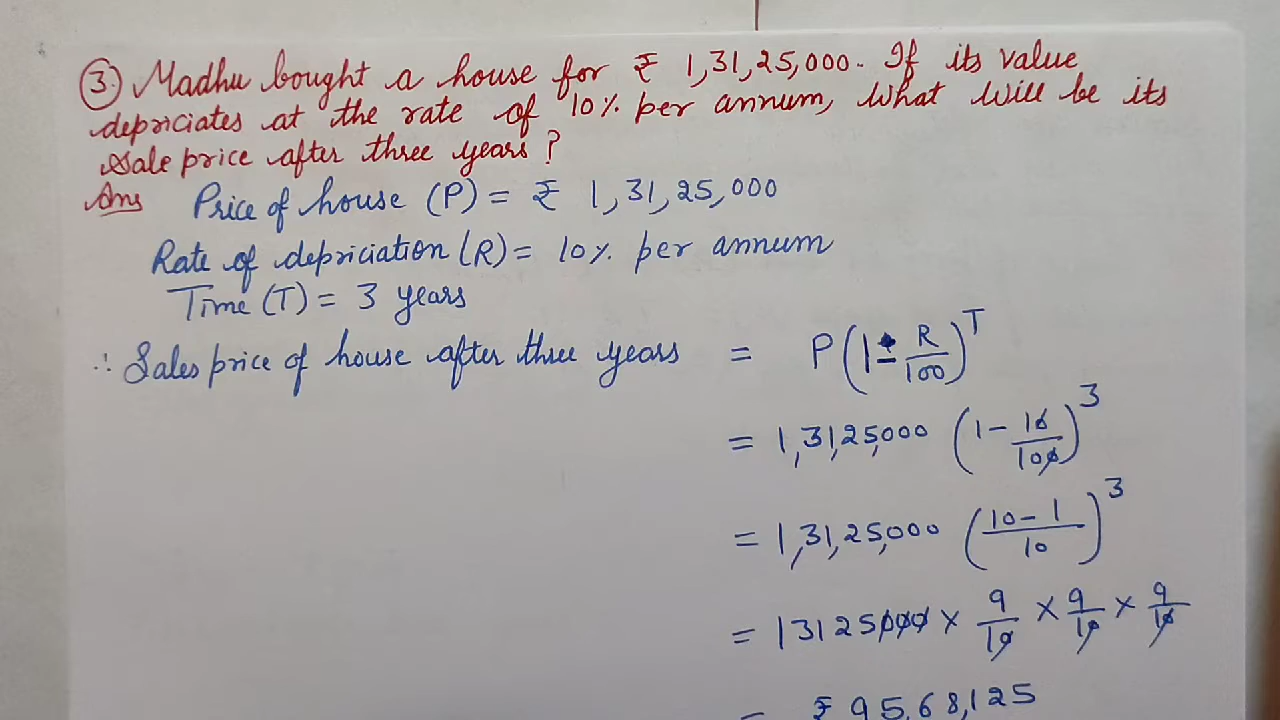 3. Madhu bought a house for ₹ 1,31,25,000. If its value
depriciates at the rate of 10% per annum, What will be its
Sale price after three years?
Ans Price of house (P) = ₹ 1,31,25,000
Rate of depriciation (R) = 10% per annum
Time (T) = 3 years
∴ Sales price of house after three years = P(1 - R/100)^T
= 1,31,25,000 (1 - 10/100)^3
= 1,31,25,000 (10 - 1/10)^3
= 13125000 × 9/10 × 9/10 × 9/10
= ₹ 95,68,125